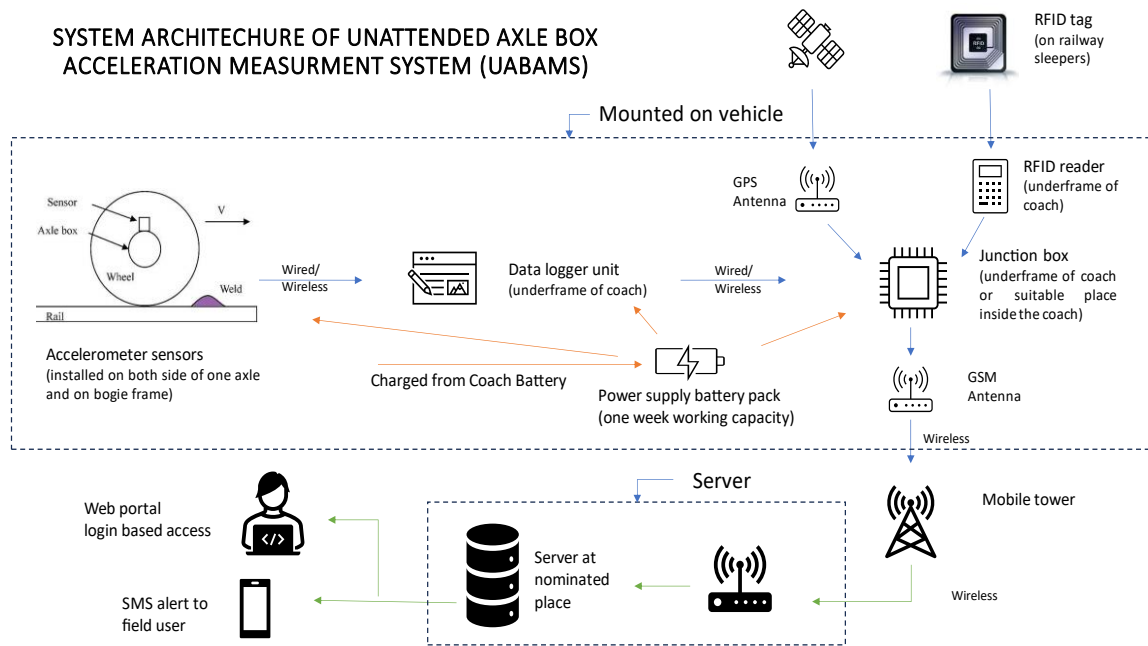 SYSTEM ARCHITECHURE OF UNATTENDED AXLE BOX
ACCELERATION MEASURMENT SYSTEM (UABAMS)
RFID tag
(on railway
sleepers)
RFID
Mounted on vehicle
GPS
Antenna
RFID reader
(underframe of
coach)
Sensor
Axle box
V
Wheel
Weld
Rail
Wired/
Wireless
Data logger unit
(underframe of coach)
Wired/
Wireless
Junction box
(underframe of coach
or suitable place
inside the coach)
Accelerometer sensors
(installed on both side of one axle
and on bogie frame)
Charged from Coach Battery
Power supply battery pack
(one week working capacity)
GSM
Antenna
Wireless
Server
Web portal
login based access
</>
Mobile tower
Server at
nominated
place
Wireless
SMS alert to
field user